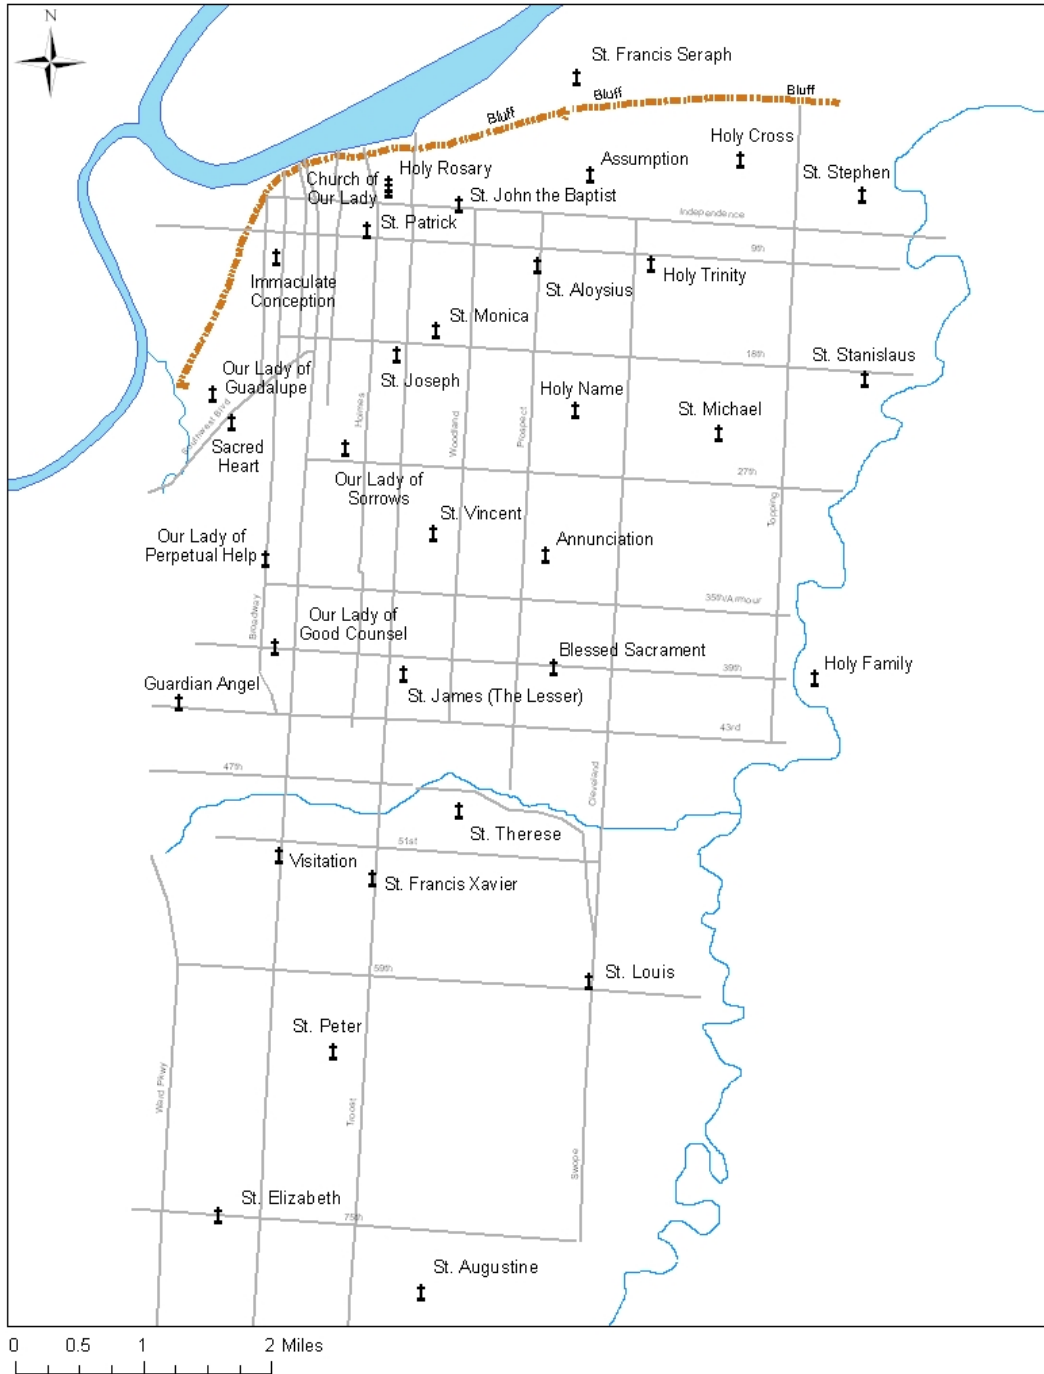 N
St. Francis Seraph
Bluff
Bluff
Bluff
Holy Cross
Assumption
St. Stephen
Holy Rosary
Church of
Our Lady
St. John the Baptist
Independence
St. Patrick
9th
Holy Trinity
St. Aloysius
Immaculate
Conception
St. Monica
18th
St. Stanislaus
St. Joseph
Our Lady of
Guadalupe
Holy Name
St. Michael
Holmes
Woodland
Prospect
Southwest Blvd
Sacred
Heart
27th
Our Lady of
Sorrows
Topping
St. Vincent
Our Lady of
Perpetual Help
Annunciation
35th/Armour
Broadway
Our Lady of
Good Counsel
Blessed Sacrament
39th
Holy Family
Guardian Angel
St. James (The Lesser)
43rd
47th
Cleveland
St. Therese
51st
Visitation
St. Francis Xavier
59th
St. Louis
St. Peter
Ward Pkwy
Troost
Swope
St. Elizabeth
75th
St. Augustine
0 0.5 1 2 Miles